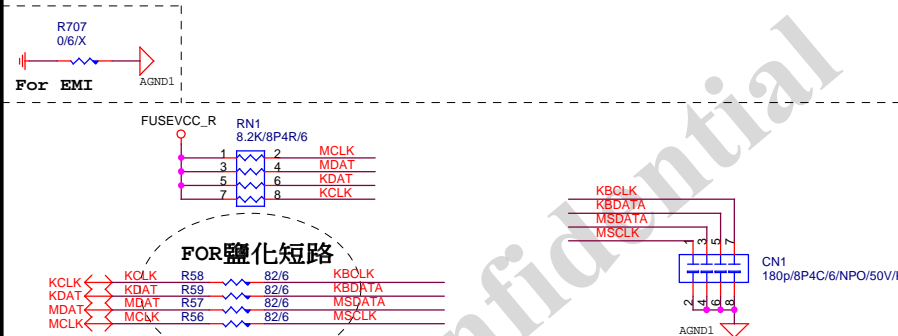 R707
0/6/X
AGND1
For EMI
FUSEVCC_R
RN1
8.2K/8P4R/6
1 2 MCLK
3 4 MDAT
5 6 KDAT
7 8 KCLK
FOR鹽化短路
KCLK KCLK R58 82/6 KBCLK
KDAT KDAT R59 82/6 KBDATA
MDAT MDAT R57 82/6 MSDATA
MCLK MCLK R56 82/6 MSCLK
KBCLK
KBDATA
MSDATA
MSCLK
1 3 5 7
CN1
180p/8P4C/6/NPO/50V/
2 4 6 8
AGND1
nfidential